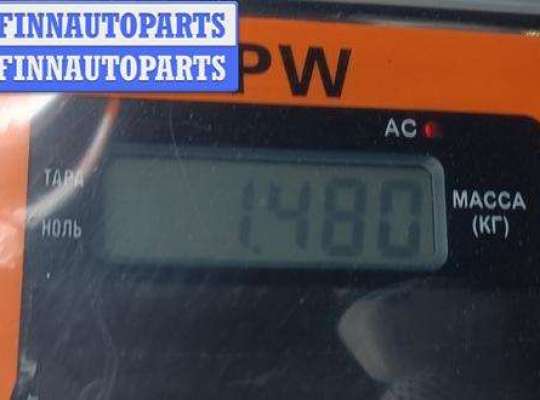 FINNAUTOPARTS
FINNAUTOPARTS
PW
AC
ТАРА
НОЛЬ
1.480
МАССА
(КГ)